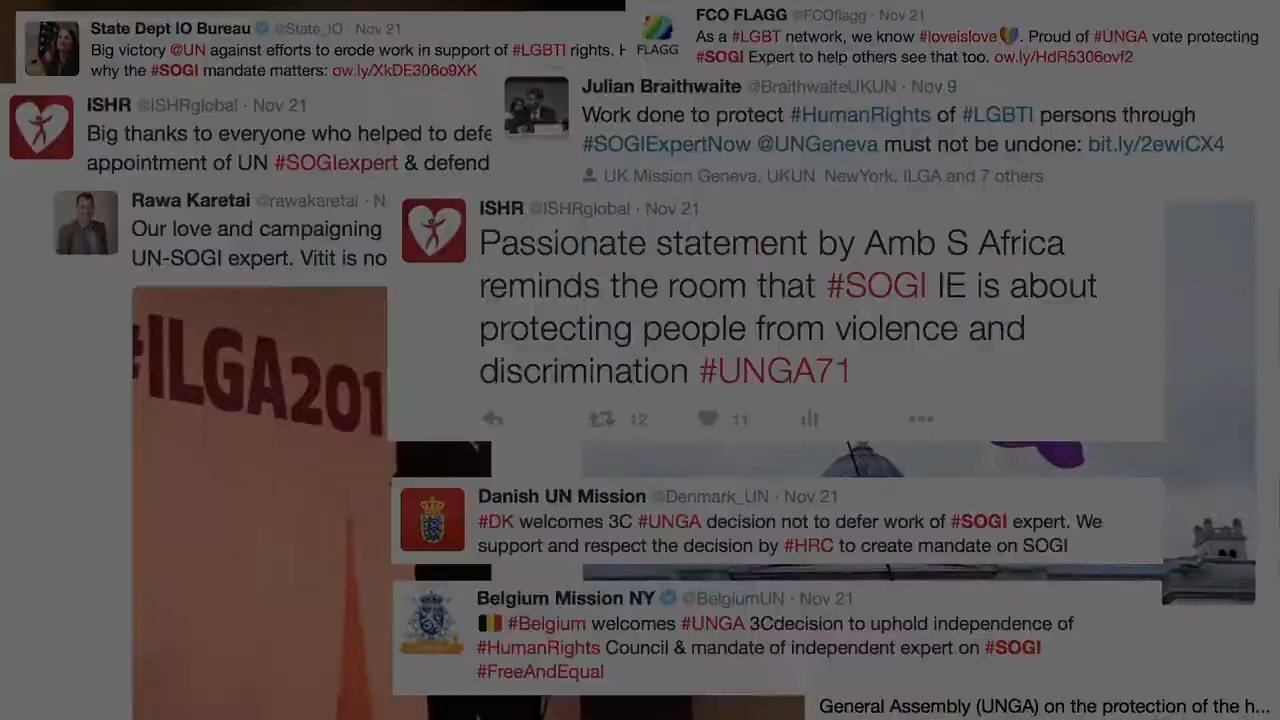 State Dept IO Bureau @State_IO · Nov 21
Big victory @UN against efforts to erode work in support of #LGBTI rights. H
why the #SOGI mandate matters: ow.ly/XkDE306o9XK
FCO FLAGG @FCOflagg · Nov 21
As a #LGBT network, we know #loveislove. Proud of #UNGA vote protecting
#SOGI Expert to help others see that too. ow.ly/HdR5306ovf2
FLAGG
ISHR @ISHRglobal · Nov 21
Big thanks to everyone who helped to defe
appointment of UN #SOGIexpert & defend
Julian Braithwaite @BraithwaiteUKUN · Nov 9
Work done to protect #HumanRights of #LGBTI persons through
#SOGIExpertNow @UNGeneva must not be undone: bit.ly/2ewiCX4
UK Mission Geneva, UKUN_NewYork, ILGA and 7 others
Rawa Karetai @rawakaretai · N
Our love and campaigning
UN-SOGI expert. Vitit is no
#ILGA201
ISHR @ISHRglobal · Nov 21
Passionate statement by Amb S Africa
reminds the room that #SOGI IE is about
protecting people from violence and
discrimination #UNGA71
12 11
Danish UN Mission @Denmark_UN · Nov 21
#DK welcomes 3C #UNGA decision not to defer work of #SOGI expert. We
support and respect the decision by #HRC to create mandate on SOGI
Belgium Mission NY @BelgiumUN · Nov 21
#Belgium welcomes #UNGA 3Cdecision to uphold independence of
#HumanRights Council & mandate of independent expert on #SOGI
#FreeAndEqual
General Assembly (UNGA) on the protection of the h...